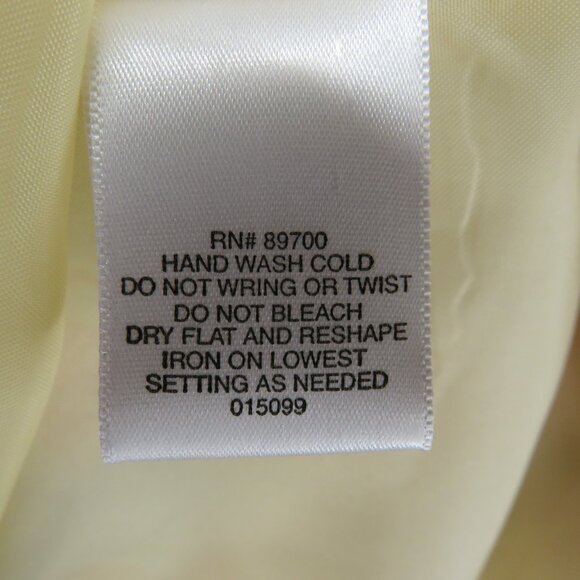 RN# 89700
HAND WASH COLD
DO NOT WRING OR TWIST
DO NOT BLEACH
DRY FLAT AND RESHAPE
IRON ON LOWEST
SETTING AS NEEDED
015099